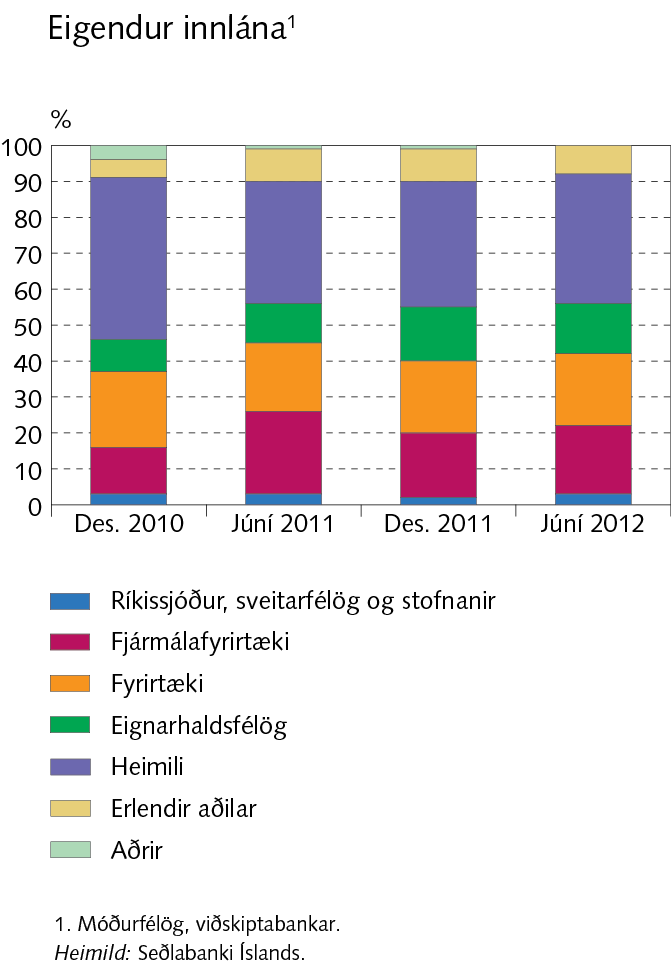 Eigendur innlána¹
%
100
90
80
70
60
50
40
30
20
10
0
Des. 2010 Júní 2011 Des. 2011 Júní 2012
Ríkissjóður, sveitarfélög og stofnanir
Fjármálafyrirtæki
Fyrirtæki
Eignarhaldsfélög
Heimili
Erlendir aðilar
Aðrir
1. Móðurfélög, viðskiptabankar.
Heimild: Seðlabanki Íslands.